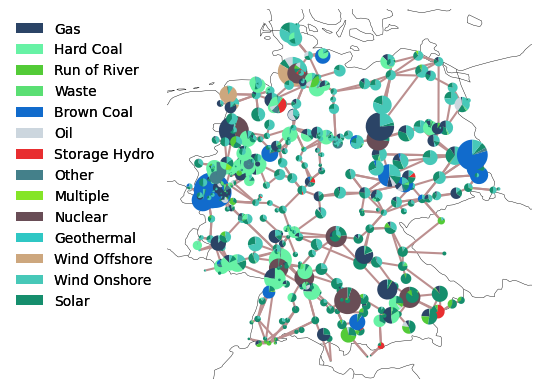 Gas
Hard Coal
Run of River
Waste
Brown Coal
Oil
Storage Hydro
Other
Multiple
Nuclear
Geothermal
Wind Offshore
Wind Onshore
Solar